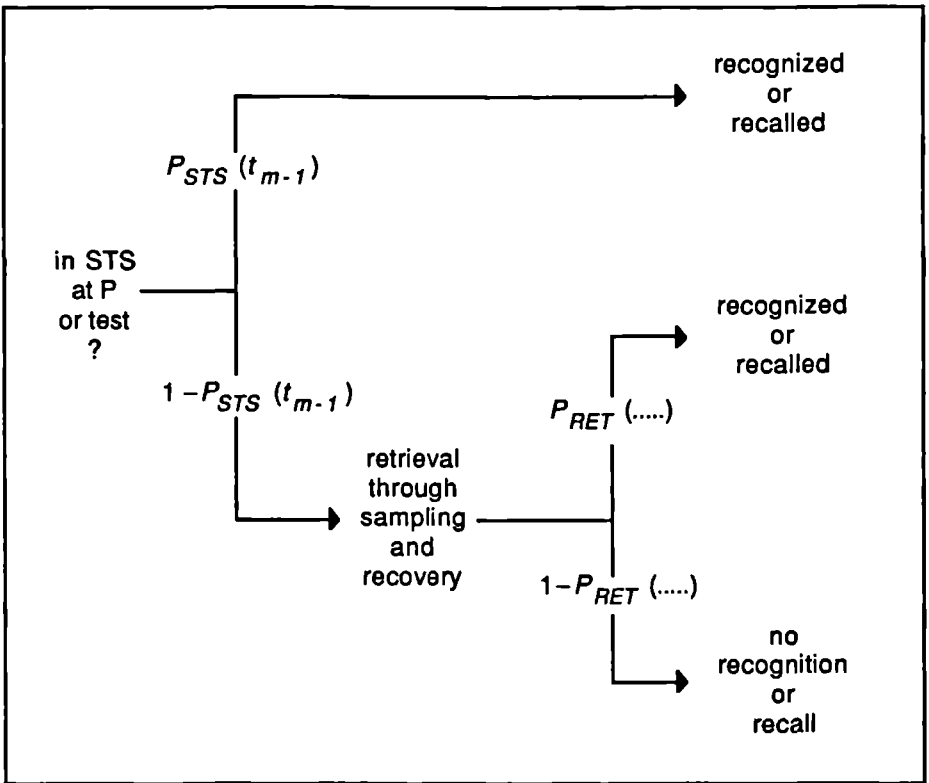 recognized
or
recalled
P_STS (t_m-1)
in STS
at P
or test
?
1-P_STS (t_m-1)
recognized
or
recalled
P_RET (.....)
retrieval
through
sampling
and
recovery
1-P_RET (.....)
no
recognition
or
recall